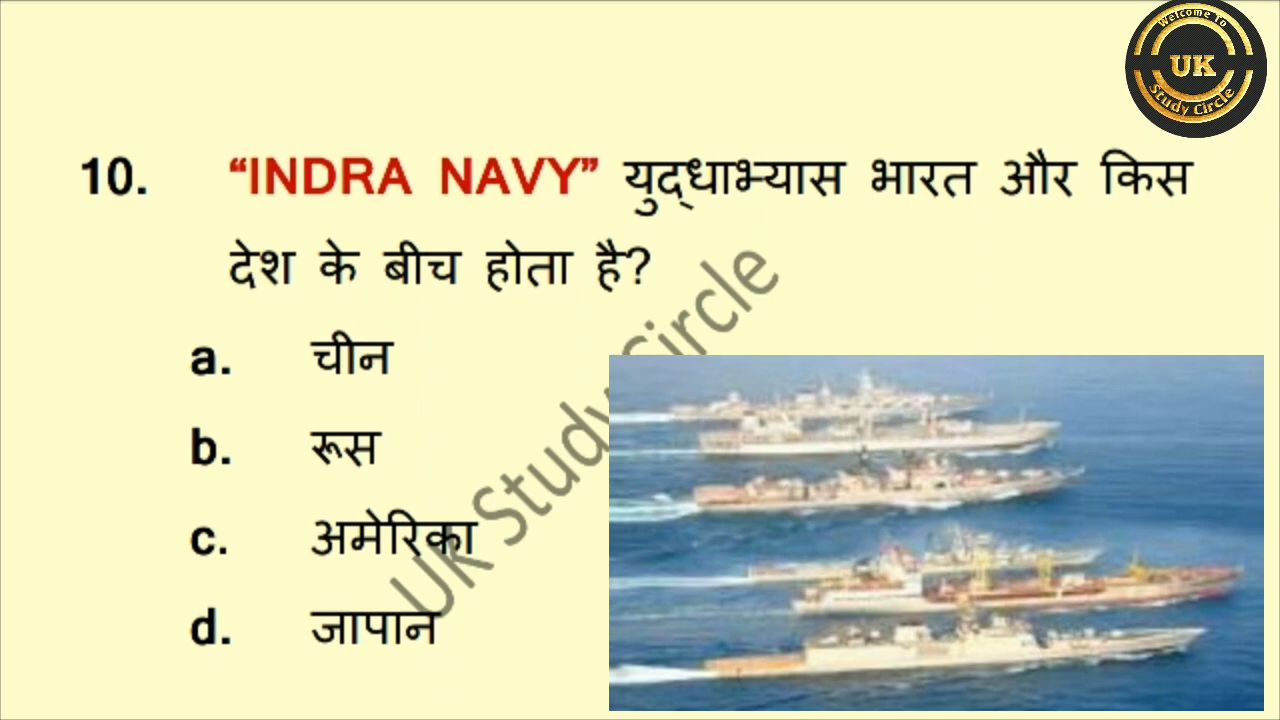 Welcome To
UK
Study Circle
10. “INDRA NAVY” युद्धाभ्यास भारत और किस
देश के बीच होता है?
a. चीन
b. रूस
c. अमेरिका
d. जापान
UK Study Circle